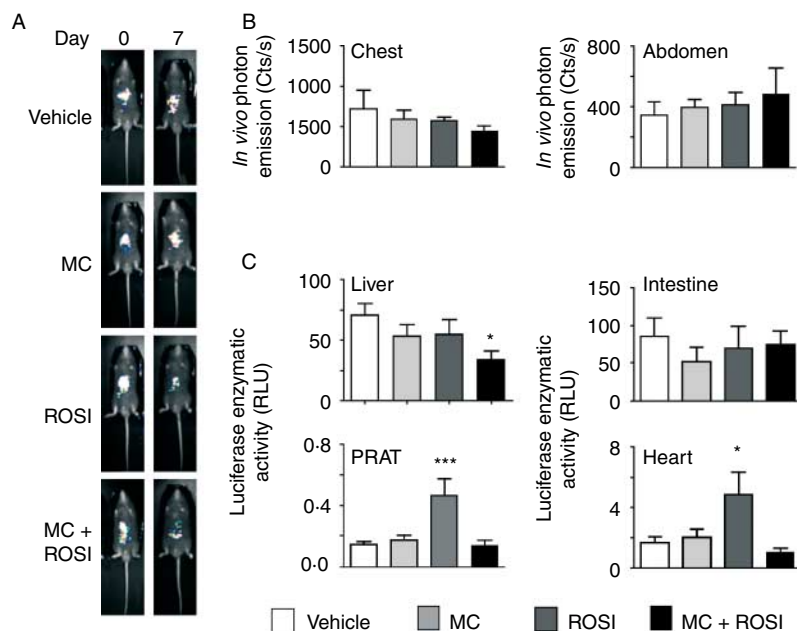 A
Day 0 7
Vehicle
MC
ROSI
MC +
ROSI
B
In vivo photon
emission (Cts/s)
1500
1000
1500
0
Chest
In vivo photon
emission (Cts/s)
800
400
0
Abdomen
C
Luciferase enzymatic
activity (RLU)
100
50
0
Liver
*
0·8
0·4
0·0
PRAT
***
Luciferase enzymatic
activity (RLU)
150
100
50
0
Intestine
8
4
2
0
Heart
*
Vehicle MC ROSI MC + ROSI